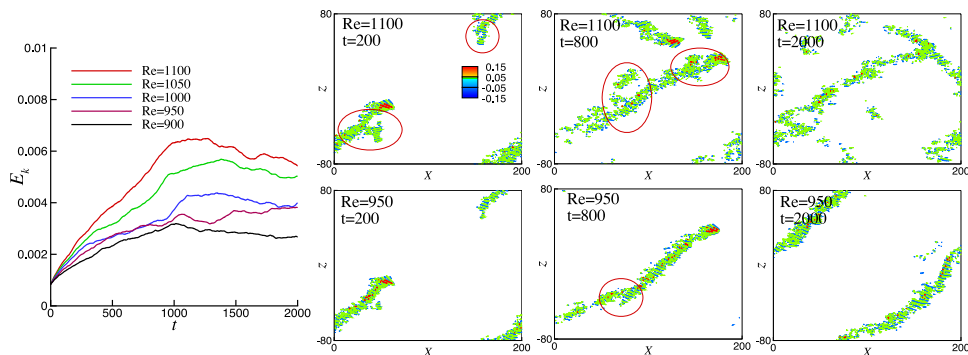 0.01
0.008
0.006
0.004
0.002
0
E_k
Re=1100
Re=1050
Re=1000
Re=950
Re=900
0 500 1000 1500 2000
t
Re=1100
t=200
80
z
-80
0 X 200
0.15
0.05
-0.05
-0.15
Re=1100
t=800
80
z
-80
0 X 200
Re=1100
t=2000
80
z
-80
0 X 200
Re=950
t=200
80
z
-80
0 X 200
Re=950
t=800
80
z
-80
0 X 200
Re=950
t=2000
80
z
-80
0 X 200